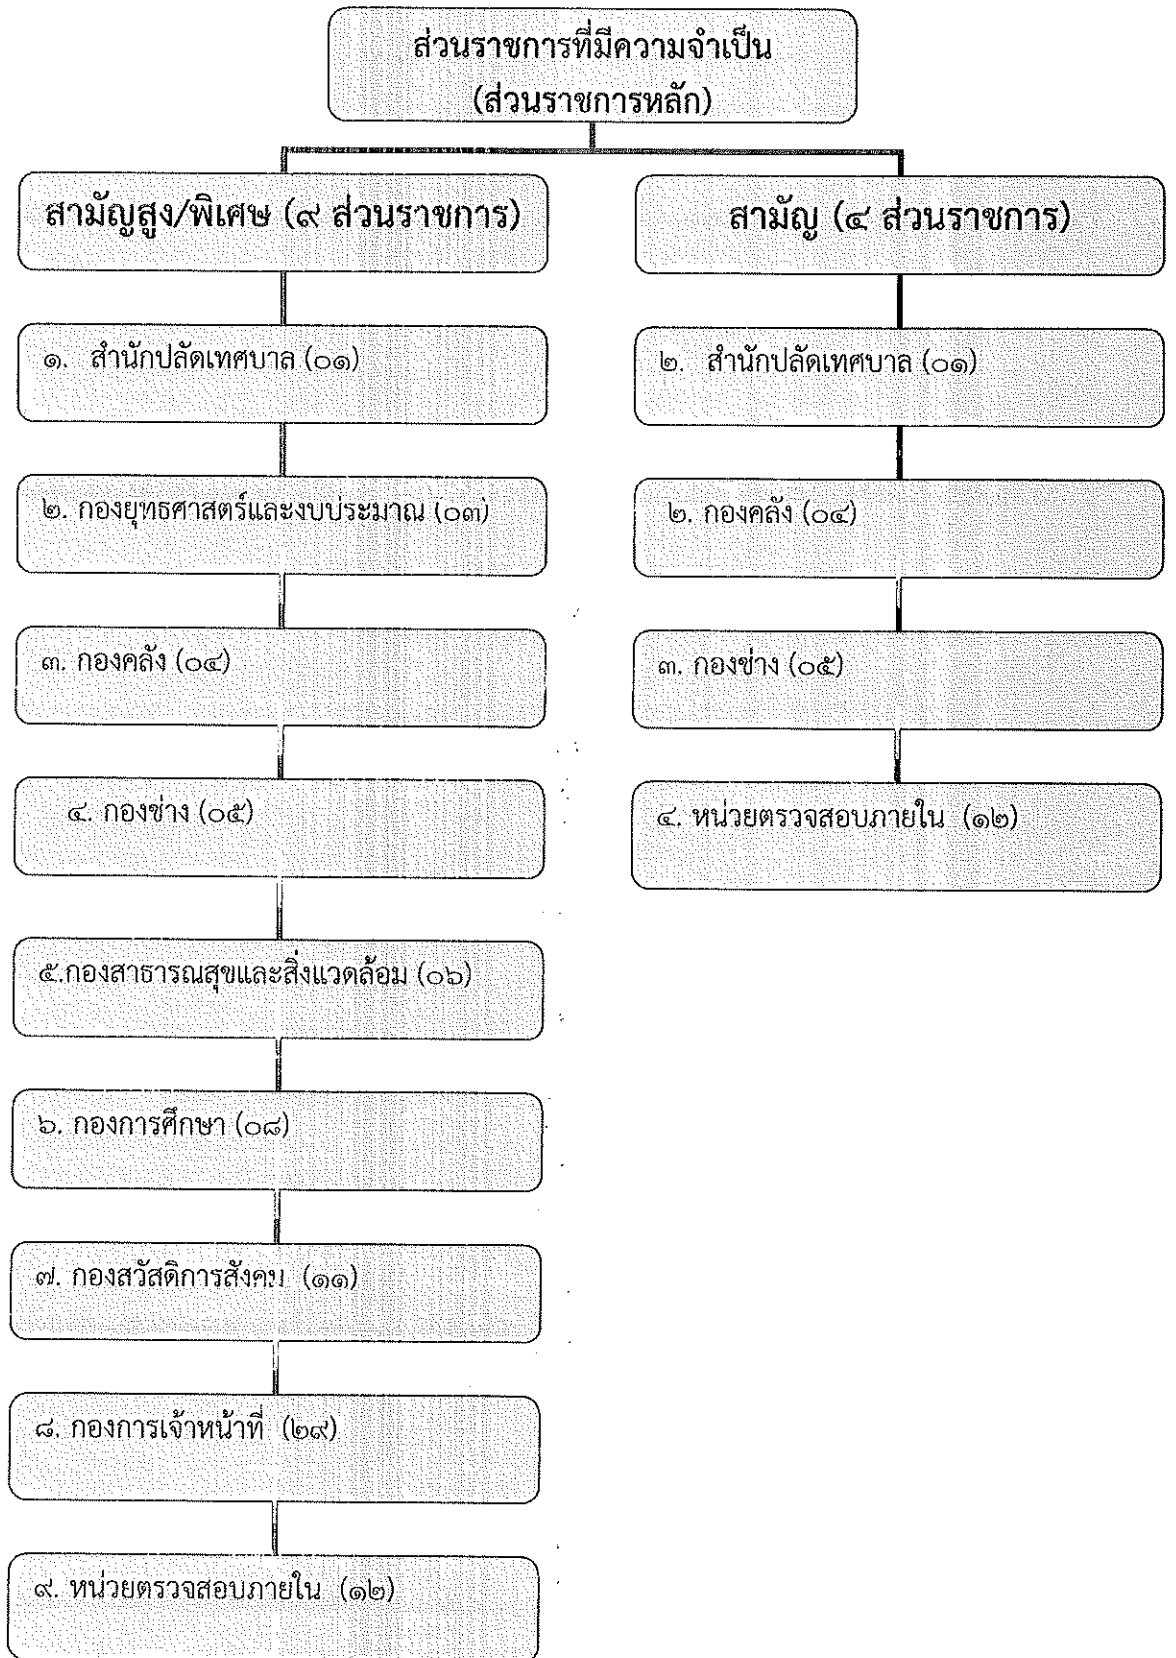 ส่วนราชการที่มีความจำเป็น
(ส่วนราชการหลัก)
สามัญสูง/พิเศษ (๙ ส่วนราชการ)
๑. สำนักปลัดเทศบาล (๐๑)
๒. กองยุทธศาสตร์และงบประมาณ (๐๓)
๓. กองคลัง (๐๔)
๔. กองช่าง (๐๕)
๕.กองสาธารณสุขและสิ่งแวดล้อม (๐๖)
๖. กองการศึกษา (๐๘)
๗. กองสวัสดิการสังคม (๑๑)
๘. กองการเจ้าหน้าที่ (๒๙)
๙. หน่วยตรวจสอบภายใน (๑๒)
สามัญ (๔ ส่วนราชการ)
๒. สำนักปลัดเทศบาล (๐๑)
๒. กองคลัง (๐๔)
๓. กองช่าง (๐๕)
๔. หน่วยตรวจสอบภายใน (๑๒)